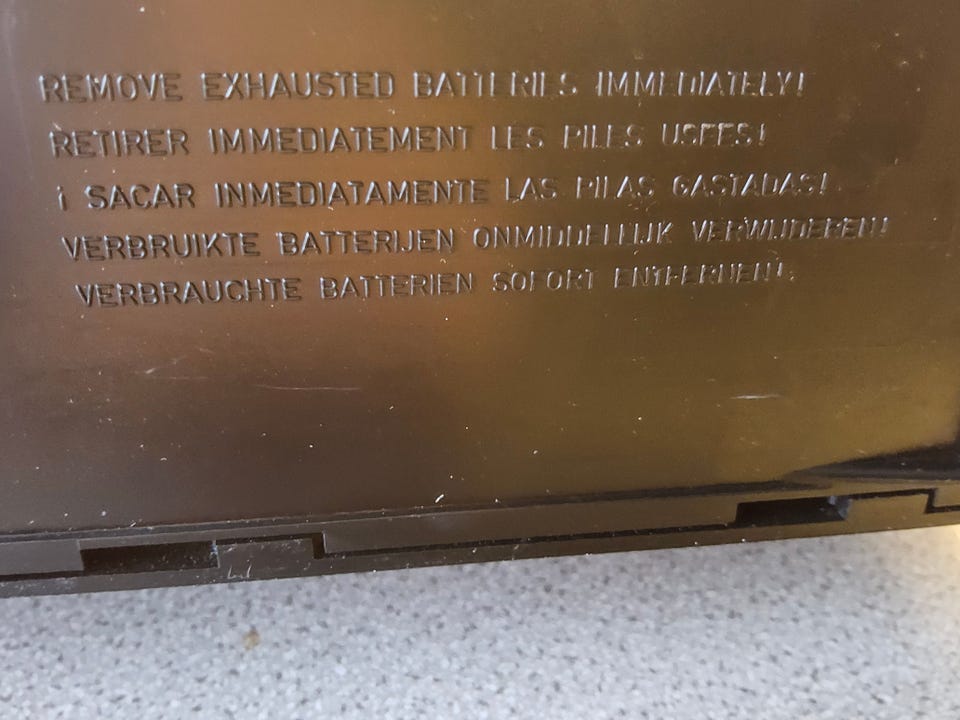 REMOVE EXHAUSTED BATTERIES IMMEDIATELY!
RETIRER IMMEDIATEMENT LES PILES USEES!
¡ SACAR INMEDIATAMENTE LAS PILAS GASTADAS!
VERBRUIKTE BATTERIJEN ONMIDDELLIJK VERWIJDEREN!
VERBRAUCHTE BATTERIEN SOFORT ENTFERNEN!